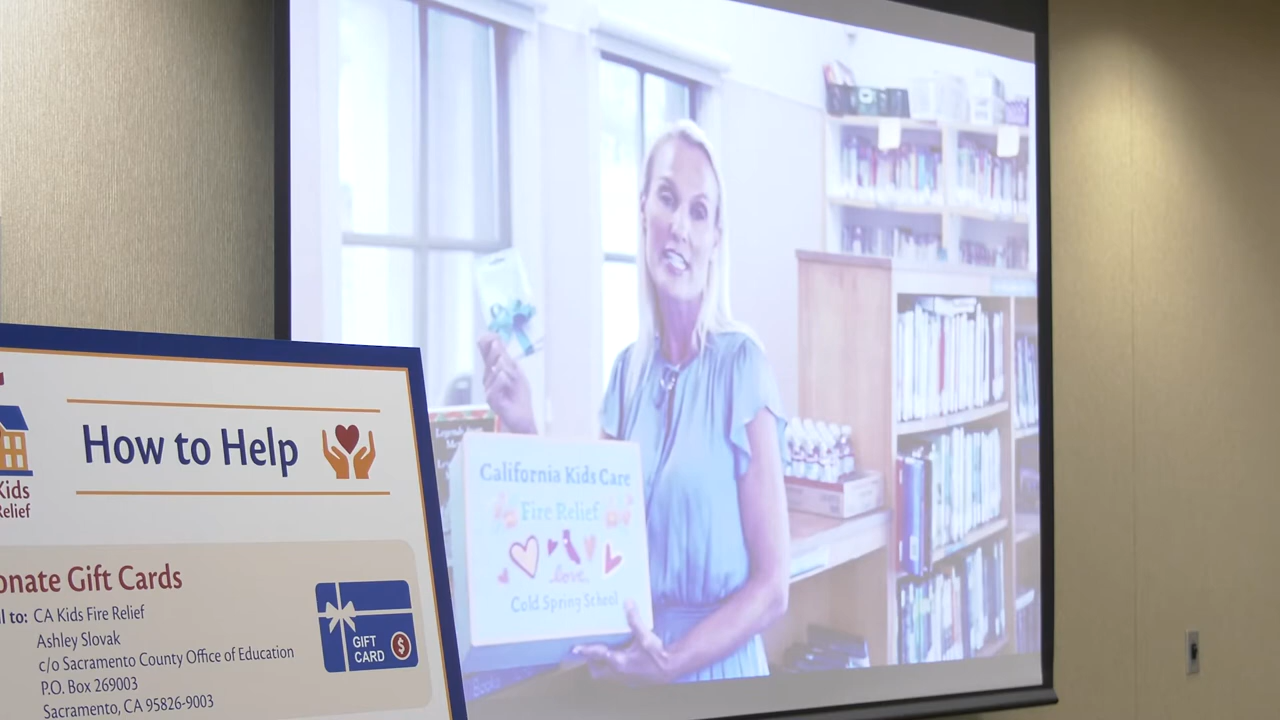 Kids
Relief
How to Help
onate Gift Cards
l to: CA Kids Fire Relief
Ashley Slovak
c/o Sacramento County Office of Education
P.O. Box 269003
Sacramento, CA 95826-9003
GIFT
CARD
$
California Kids Care
Fire Relief
love
Cold Spring School